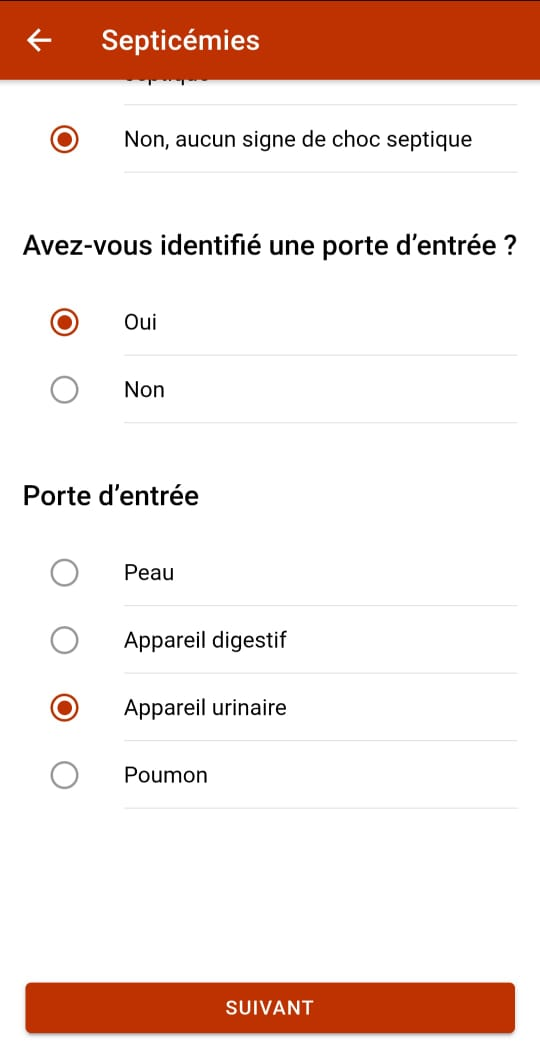 Septicémies
Non, aucun signe de choc septique
Avez-vous identifié une porte d’entrée ?
Oui
Non
Porte d’entrée
Peau
Appareil digestif
Appareil urinaire
Poumon
SUIVANT